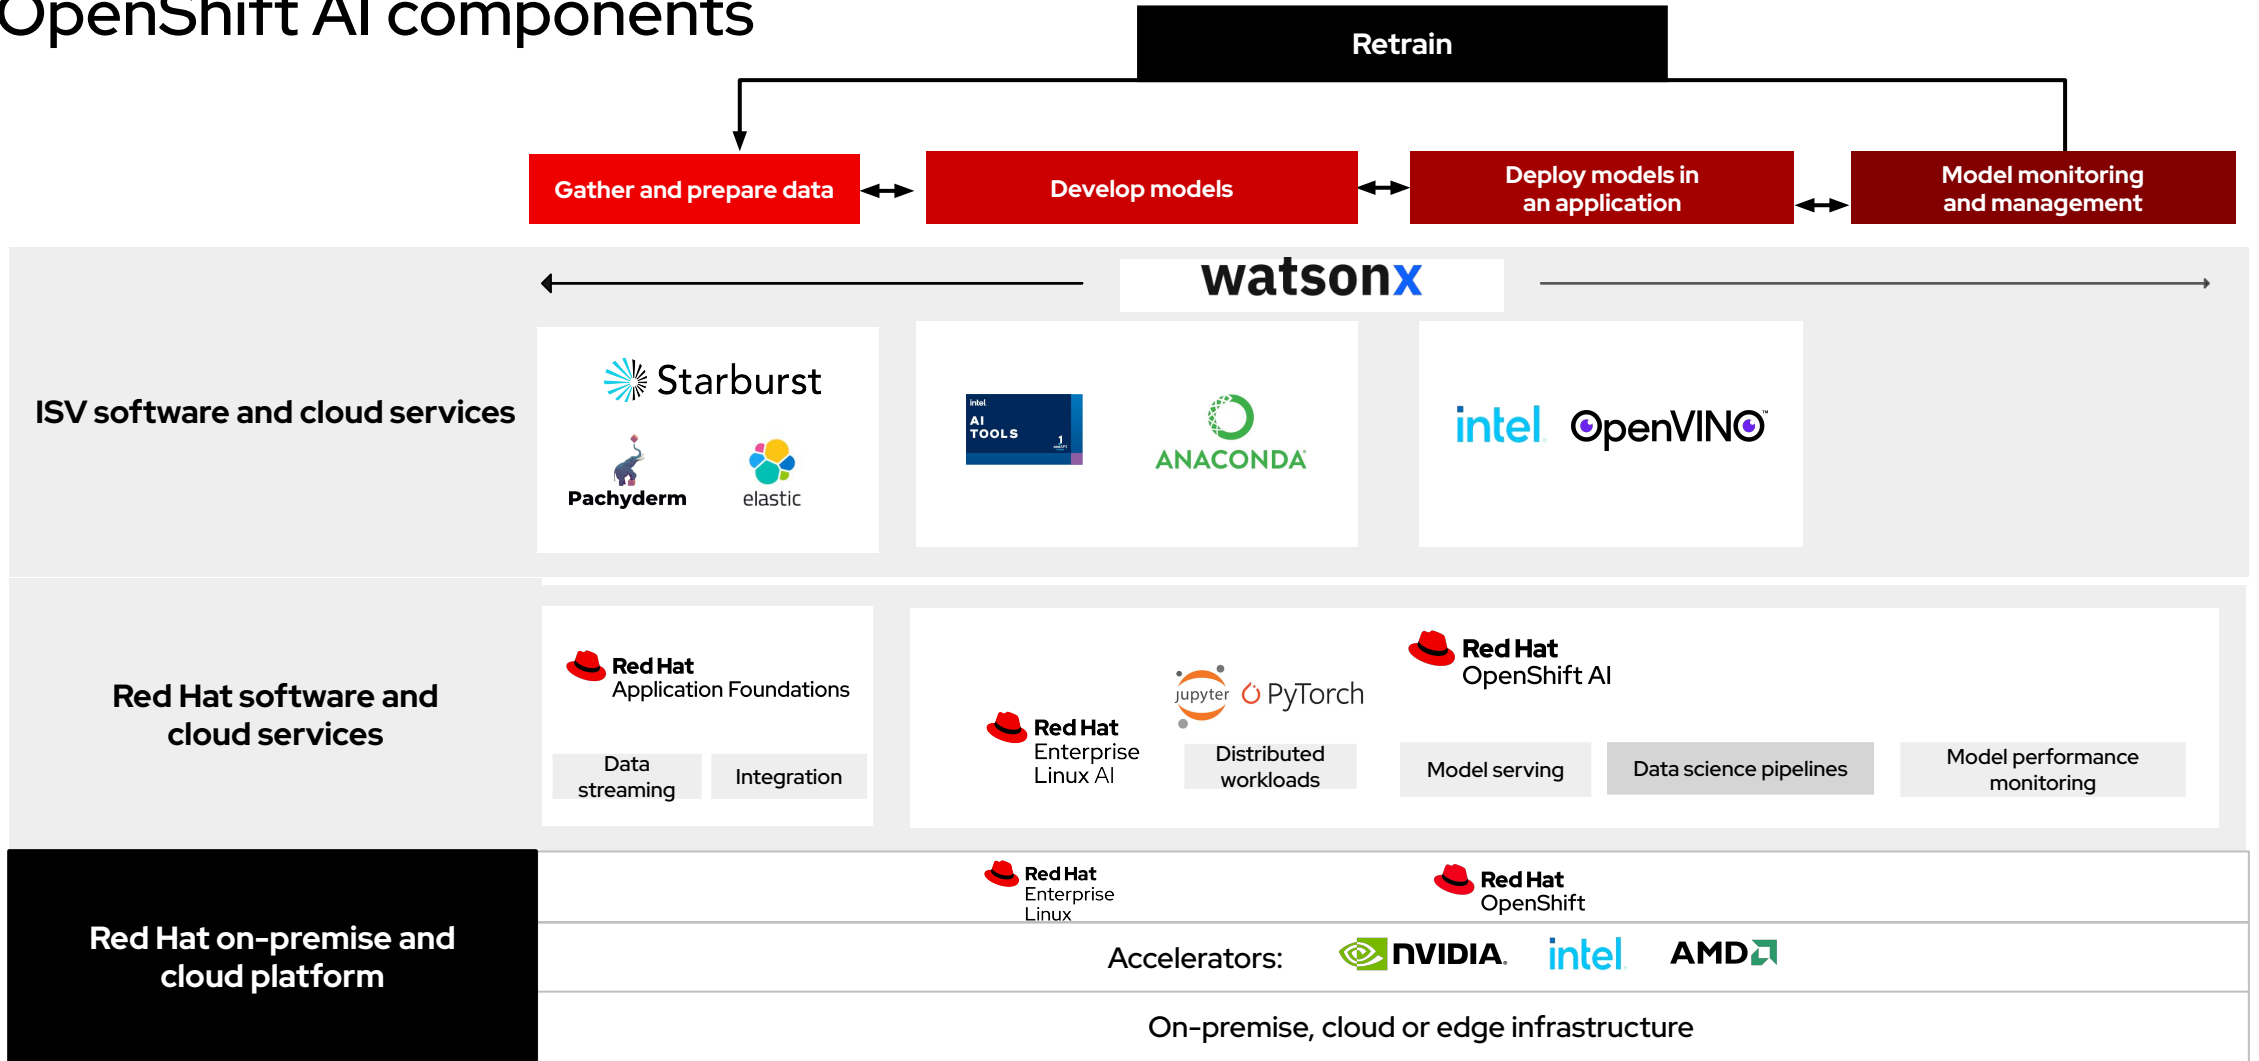 OpenShift AI components
Retrain
Gather and prepare data
Develop models
Deploy models in
an application
Model monitoring
and management
watsonx
ISV software and cloud services
Starburst
Pachyderm
elastic
intel
AI
TOOLS
1
ANACONDA
intel
OpenVINO™
Red Hat software and
cloud services
Red Hat
Application Foundations
Data
streaming
Integration
Red Hat
Enterprise
Linux AI
jupyter
PyTorch
Distributed
workloads
Red Hat
OpenShift AI
Model serving
Data science pipelines
Model performance
monitoring
Red Hat on-premise and
cloud platform
Red Hat
Enterprise
Linux
Red Hat
OpenShift
Accelerators:
NVIDIA
intel
AMD
On-premise, cloud or edge infrastructure